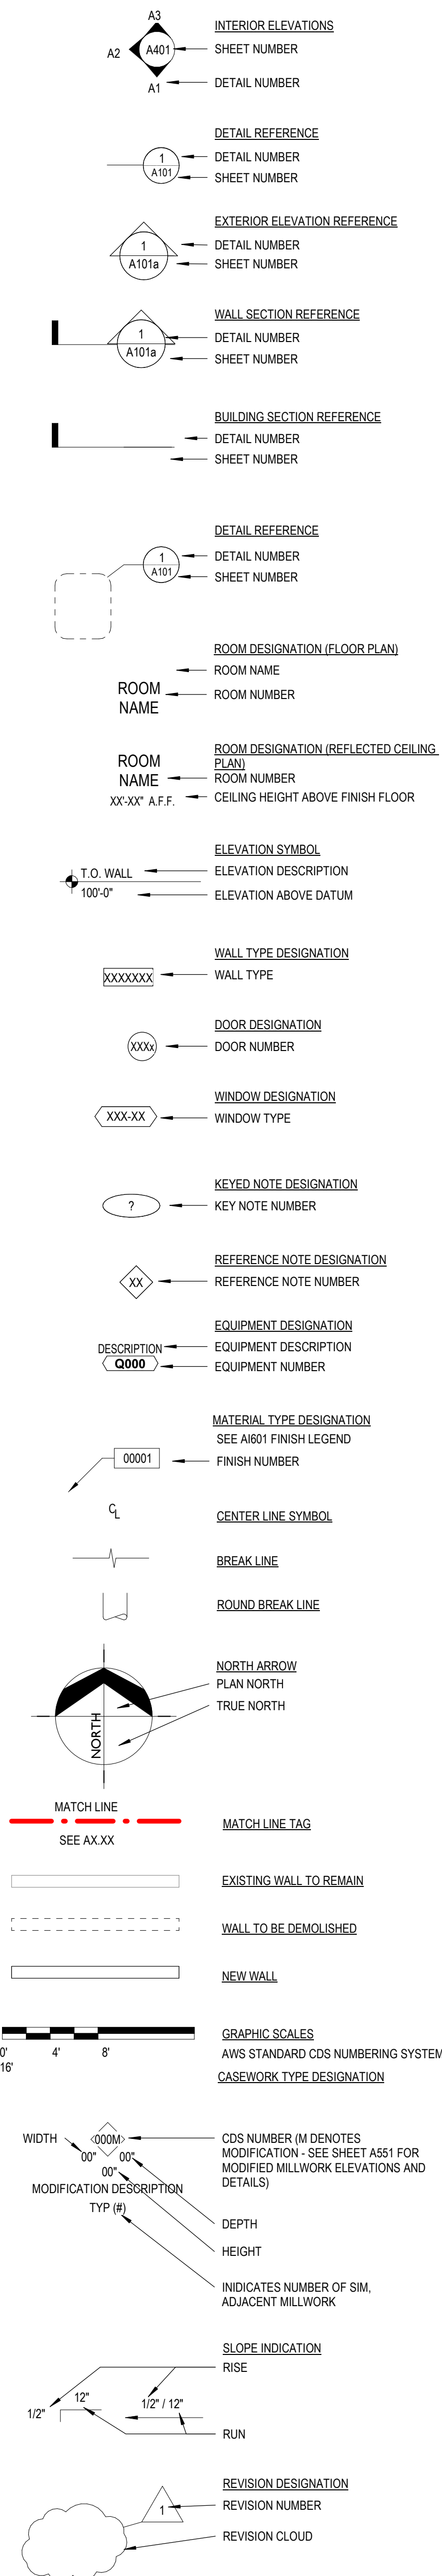 A3
INTERIOR ELEVATIONS
A2
A401
SHEET NUMBER
A1
DETAIL NUMBER
DETAIL REFERENCE
1
DETAIL NUMBER
A101
SHEET NUMBER
EXTERIOR ELEVATION REFERENCE
1
DETAIL NUMBER
A101a
SHEET NUMBER
WALL SECTION REFERENCE
1
DETAIL NUMBER
A101a
SHEET NUMBER
BUILDING SECTION REFERENCE
DETAIL NUMBER
SHEET NUMBER
DETAIL REFERENCE
1
DETAIL NUMBER
A101
SHEET NUMBER
ROOM DESIGNATION (FLOOR PLAN)
ROOM NAME
ROOM
NAME
ROOM NUMBER
ROOM DESIGNATION (REFLECTED CEILING
PLAN)
ROOM
NAME
ROOM NUMBER
XX'-XX" A.F.F.
CEILING HEIGHT ABOVE FINISH FLOOR
ELEVATION SYMBOL
T.O. WALL
ELEVATION DESCRIPTION
100'-0"
ELEVATION ABOVE DATUM
WALL TYPE DESIGNATION
XXXXXXX
WALL TYPE
DOOR DESIGNATION
XXXx
DOOR NUMBER
WINDOW DESIGNATION
XXX-XX
WINDOW TYPE
KEYED NOTE DESIGNATION
?
KEY NOTE NUMBER
REFERENCE NOTE DESIGNATION
XX
REFERENCE NOTE NUMBER
EQUIPMENT DESIGNATION
DESCRIPTION
EQUIPMENT DESCRIPTION
Q000
EQUIPMENT NUMBER
MATERIAL TYPE DESIGNATION
SEE AI601 FINISH LEGEND
00001
FINISH NUMBER
CL
CENTER LINE SYMBOL
BREAK LINE
ROUND BREAK LINE
NORTH ARROW
PLAN NORTH
TRUE NORTH
NORTH
MATCH LINE
MATCH LINE TAG
SEE AX.XX
EXISTING WALL TO REMAIN
WALL TO BE DEMOLISHED
NEW WALL
GRAPHIC SCALES
0' 4' 8'
16'
AWS STANDARD CDS NUMBERING SYSTEM
CASEWORK TYPE DESIGNATION
WIDTH
000M
CDS NUMBER (M DENOTES
MODIFICATION - SEE SHEET A551 FOR
MODIFIED MILLWORK ELEVATIONS AND
DETAILS)
00" 00"
00"
MODIFICATION DESCRIPTION
TYP (#)
DEPTH
HEIGHT
INIDICATES NUMBER OF SIM,
ADJACENT MILLWORK
SLOPE INDICATION
RISE
12"
1/2"
1/2" / 12"
RUN
REVISION DESIGNATION
1
REVISION NUMBER
REVISION CLOUD